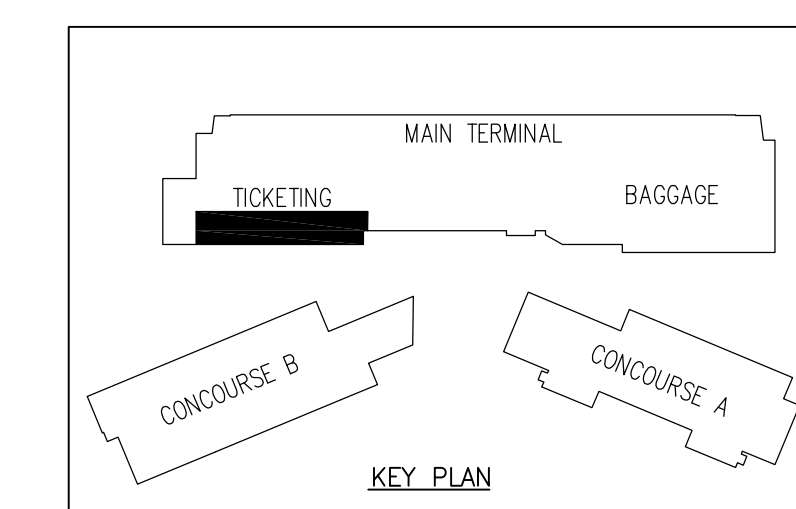 MAIN TERMINAL
TICKETING
BAGGAGE
CONCOURSE B
CONCOURSE A
KEY PLAN